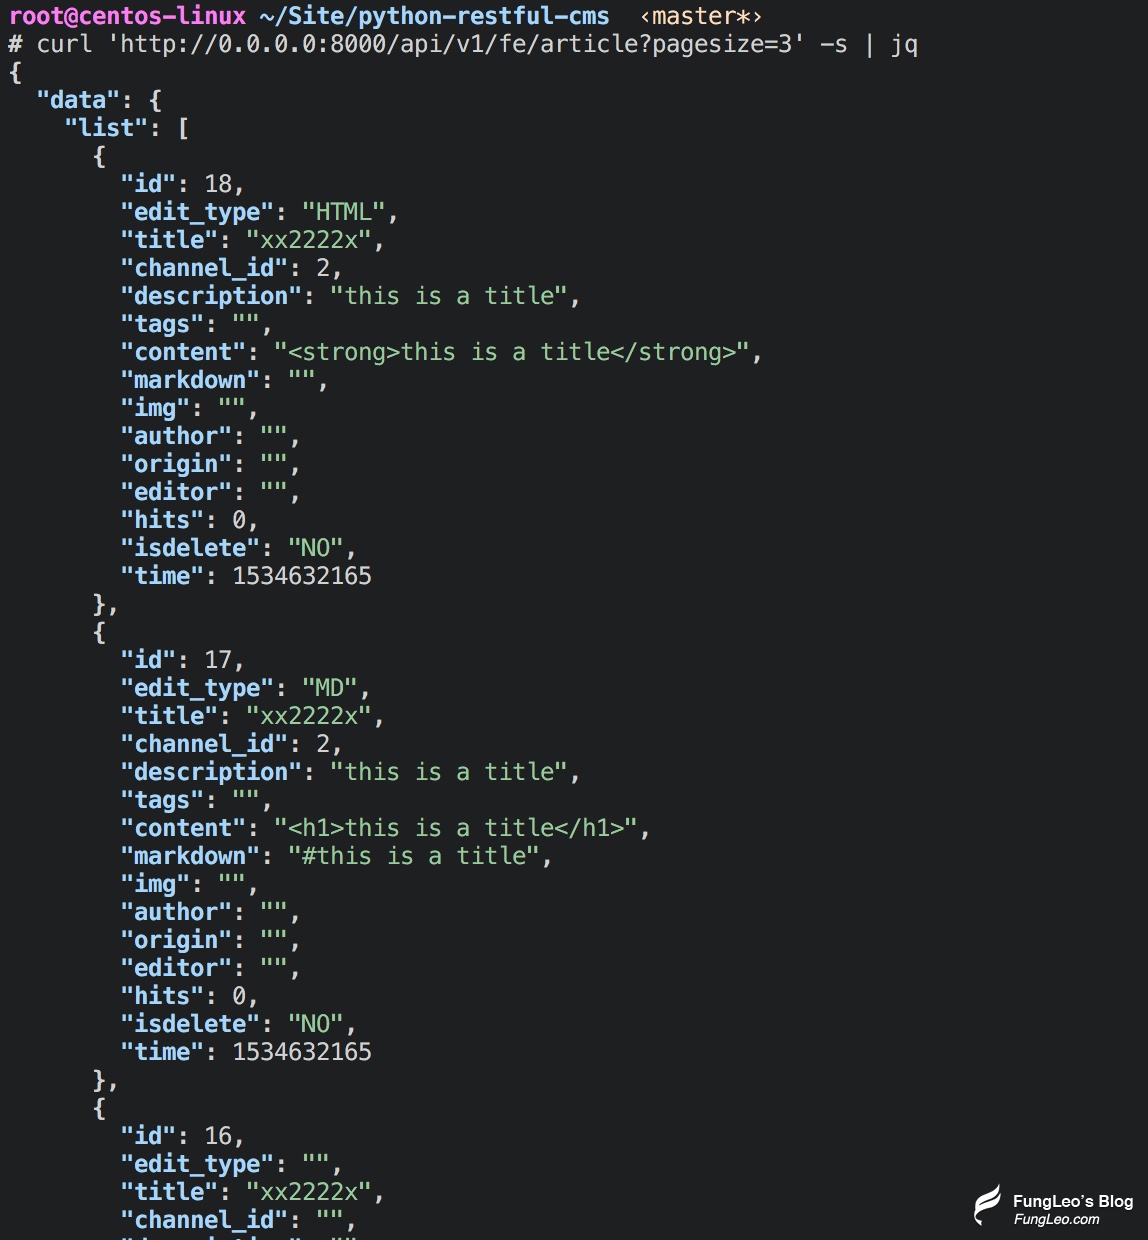 root@centos-linux ~/Site/python-restful-cms  ‹master*›
# curl 'http://0.0.0.0:8000/api/v1/fe/article?pagesize=3' -s | jq
{
  "data": {
    "list": [
      {
        "id": 18,
        "edit_type": "HTML",
        "title": "xx2222x",
        "channel_id": 2,
        "description": "this is a title",
        "tags": "",
        "content": "<strong>this is a title</strong>",
        "markdown": "",
        "img": "",
        "author": "",
        "origin": "",
        "editor": "",
        "hits": 0,
        "isdelete": "NO",
        "time": 1534632165
      },
      {
        "id": 17,
        "edit_type": "MD",
        "title": "xx2222x",
        "channel_id": 2,
        "description": "this is a title",
        "tags": "",
        "content": "<h1>this is a title</h1>",
        "markdown": "#this is a title",
        "img": "",
        "author": "",
        "origin": "",
        "editor": "",
        "hits": 0,
        "isdelete": "NO",
        "time": 1534632165
      },
      {
        "id": 16,
        "edit_type": "",
        "title": "xx2222x",
        "channel_id": "",
FungLeo's Blog
FungLeo.com